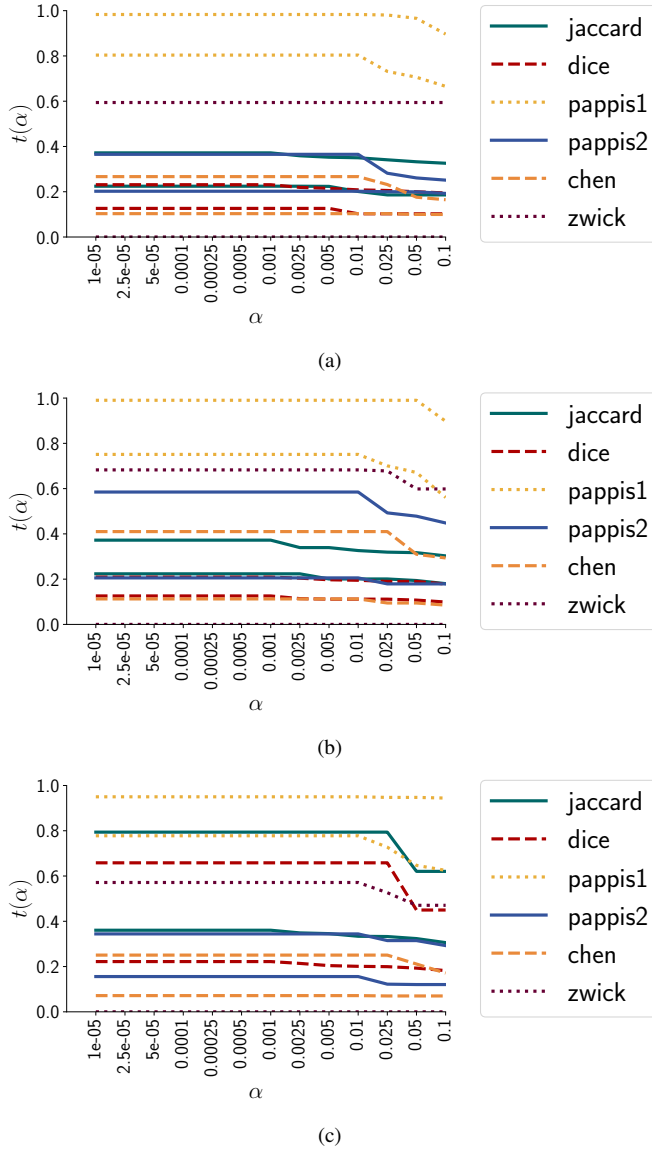 1.0
0.8
0.6
0.4
0.2
0.0
t(α)
1e-05
2.5e-05
5e-05
0.0001
0.00025
0.0005
0.001
0.0025
0.005
0.01
0.025
0.05
0.1
α
jaccard
dice
pappis1
pappis2
chen
zwick
(a)
1.0
0.8
0.6
0.4
0.2
0.0
t(α)
1e-05
2.5e-05
5e-05
0.0001
0.00025
0.0005
0.001
0.0025
0.005
0.01
0.025
0.05
0.1
α
jaccard
dice
pappis1
pappis2
chen
zwick
(b)
1.0
0.8
0.6
0.4
0.2
0.0
t(α)
1e-05
2.5e-05
5e-05
0.0001
0.00025
0.0005
0.001
0.0025
0.005
0.01
0.025
0.05
0.1
α
jaccard
dice
pappis1
pappis2
chen
zwick
(c)